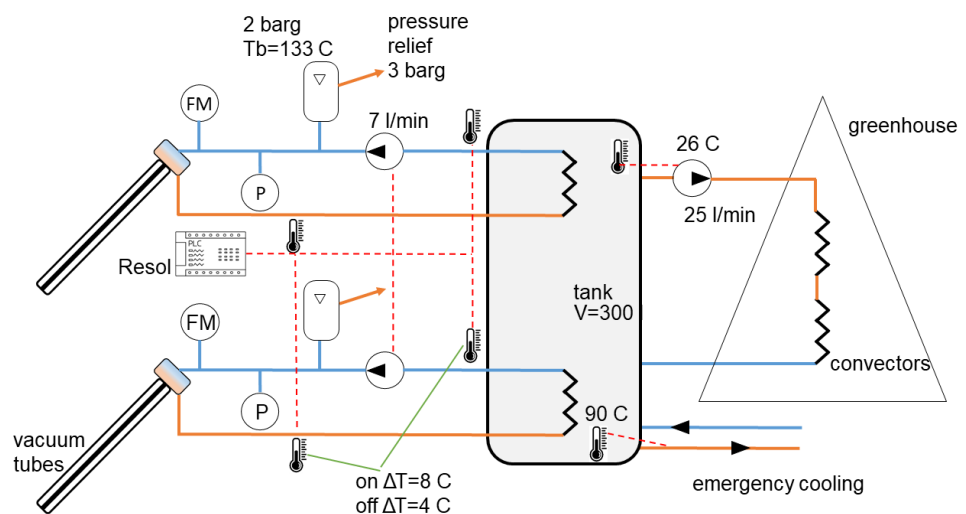 2 barg
Tb=133 C
pressure
relief
3 barg
FM
7 l/min
P
26 C
25 l/min
greenhouse
PLC
Resol
tank
V=300
FM
P
convectors
90 C
vacuum
tubes
on ΔT=8 C
off ΔT=4 C
emergency cooling